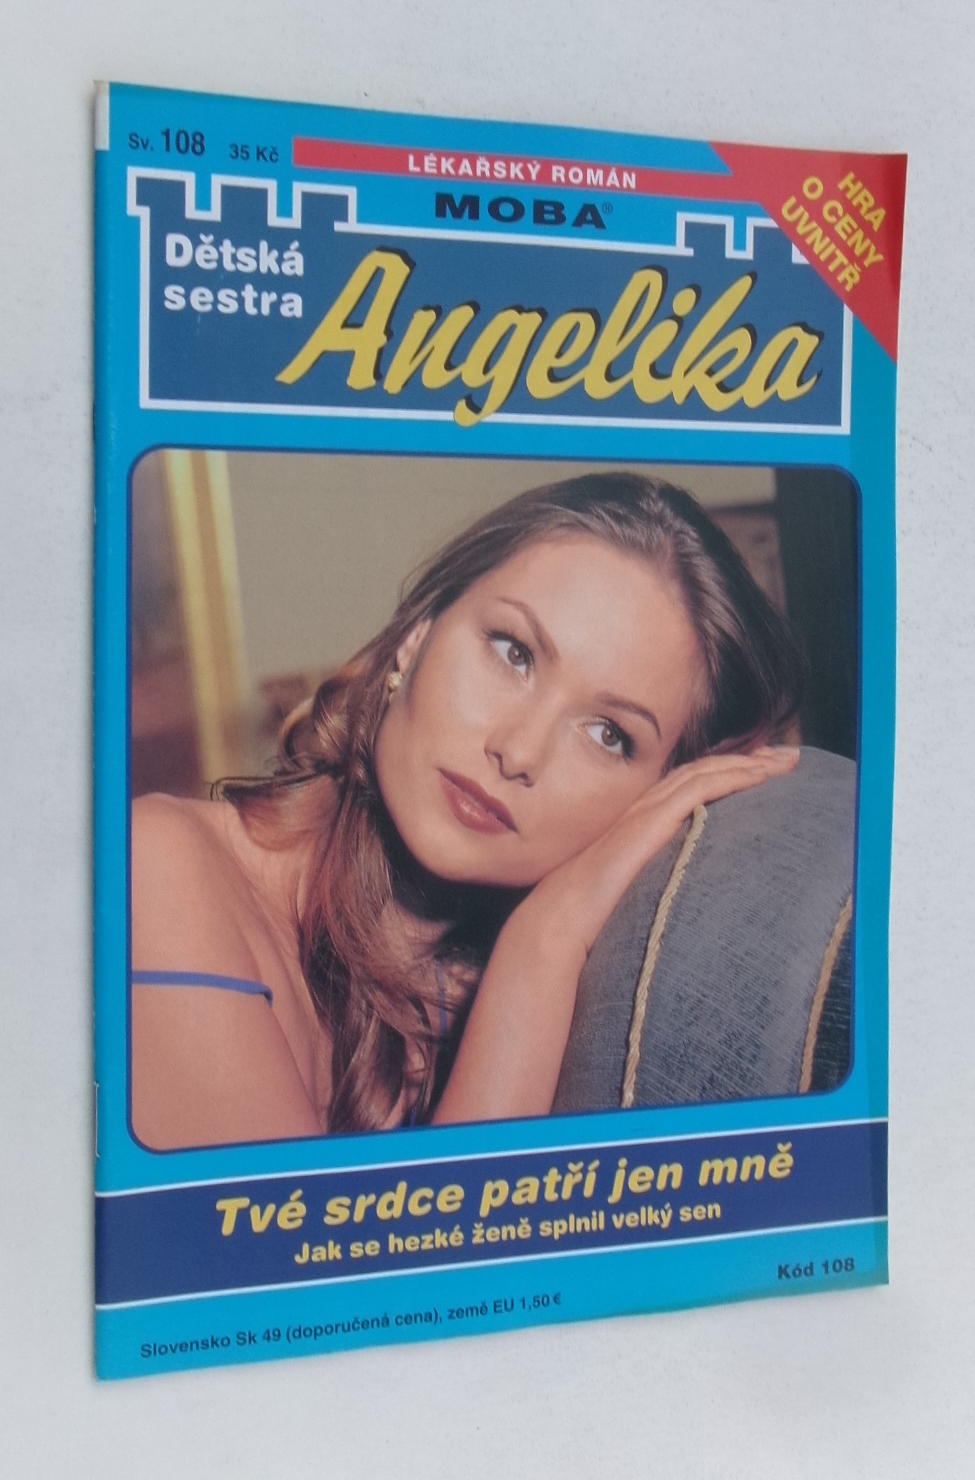 Sv. 108 35 Kč
LÉKAŘSKÝ ROMÁN
MOBA®
HRA
O CENY
UVNITŘ
Dětská
sestra
Angelika
Tvé srdce patří jen mně
Jak se hezké ženě splnil velký sen
Kód 108
Slovensko Sk 49 (doporučená cena), země EU 1,50 €